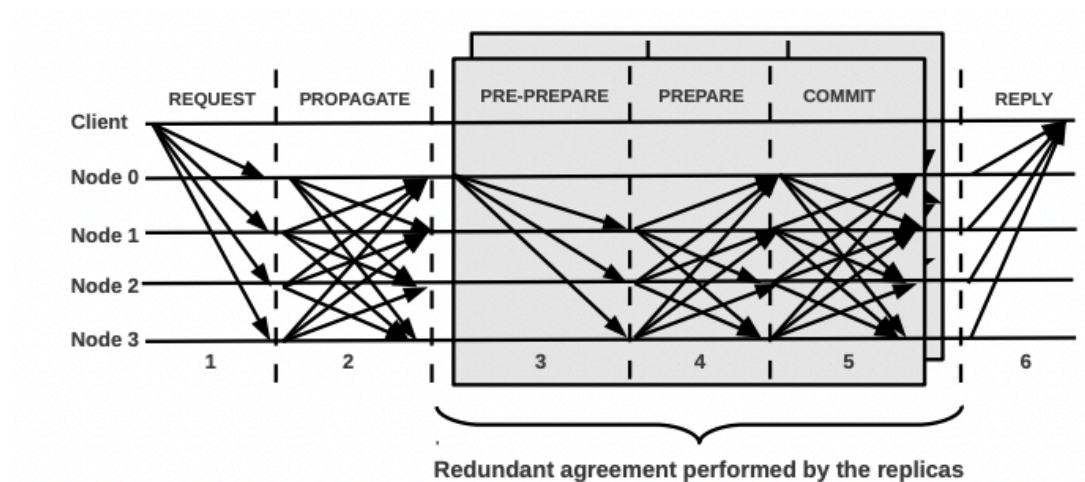 REQUEST PROPAGATE PRE-PREPARE PREPARE COMMIT REPLY
Client
Node 0
Node 1
Node 2
Node 3
1 2 3 4 5 6
Redundant agreement performed by the replicas